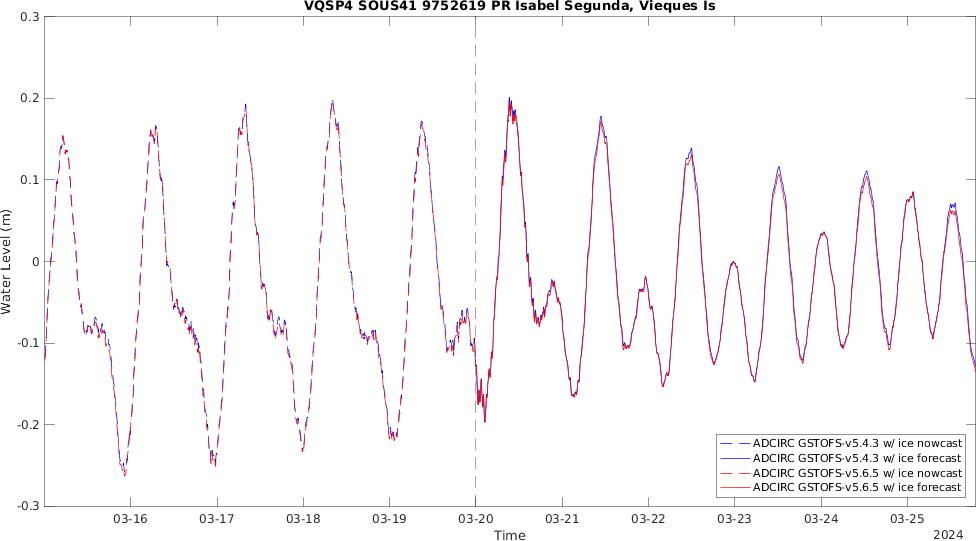 VQSP4 SOUS41 9752619 PR Isabel Segunda, Vieques Is
0.3
0.2
0.1
0
-0.1
-0.2
-0.3
Water Level (m)
03-16 03-17 03-18 03-19 03-20 03-21 03-22 03-23 03-24 03-25
Time
2024
ADCIRC GSTOFS-v5.4.3 w/ ice nowcast
ADCIRC GSTOFS-v5.4.3 w/ ice forecast
ADCIRC GSTOFS-v5.6.5 w/ ice nowcast
ADCIRC GSTOFS-v5.6.5 w/ ice forecast